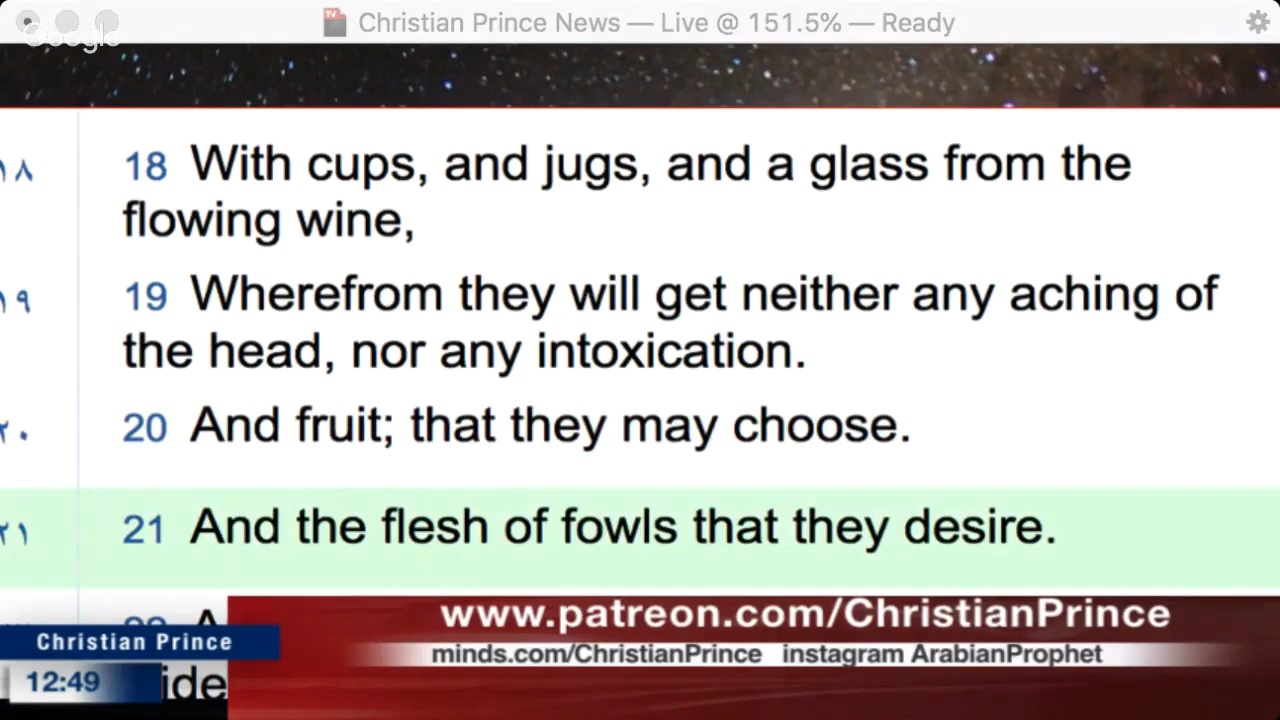 Christian Prince News — Live @ 151.5% — Ready
Google
TV
١٨
18 With cups, and jugs, and a glass from the
flowing wine,
١٩
19 Wherefrom they will get neither any aching of
the head, nor any intoxication.
٢٠
20 And fruit; that they may choose.
٢١
21 And the flesh of fowls that they desire.
www.patreon.com/ChristianPrince
Christian Prince
minds.com/ChristianPrince instagram ArabianProphet
12:49